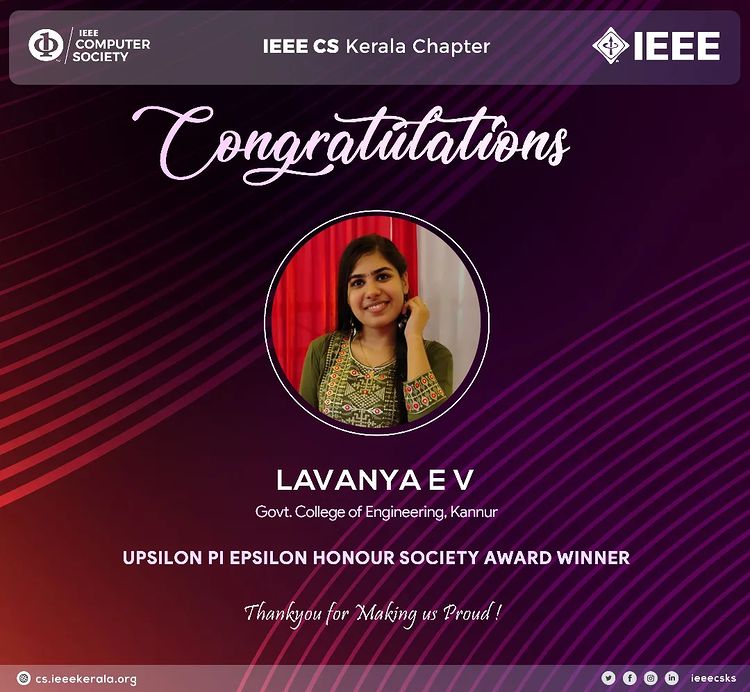 IEEE
COMPUTER
SOCIETY
IEEE CS Kerala Chapter
IEEE
Congratulations
LAVANYA E V
Govt. College of Engineering, Kannur
UPSILON PI EPSILON HONOUR SOCIETY AWARD WINNER
Thankyou for Making us Proud !
cs.ieeekerala.org
ieeecsks